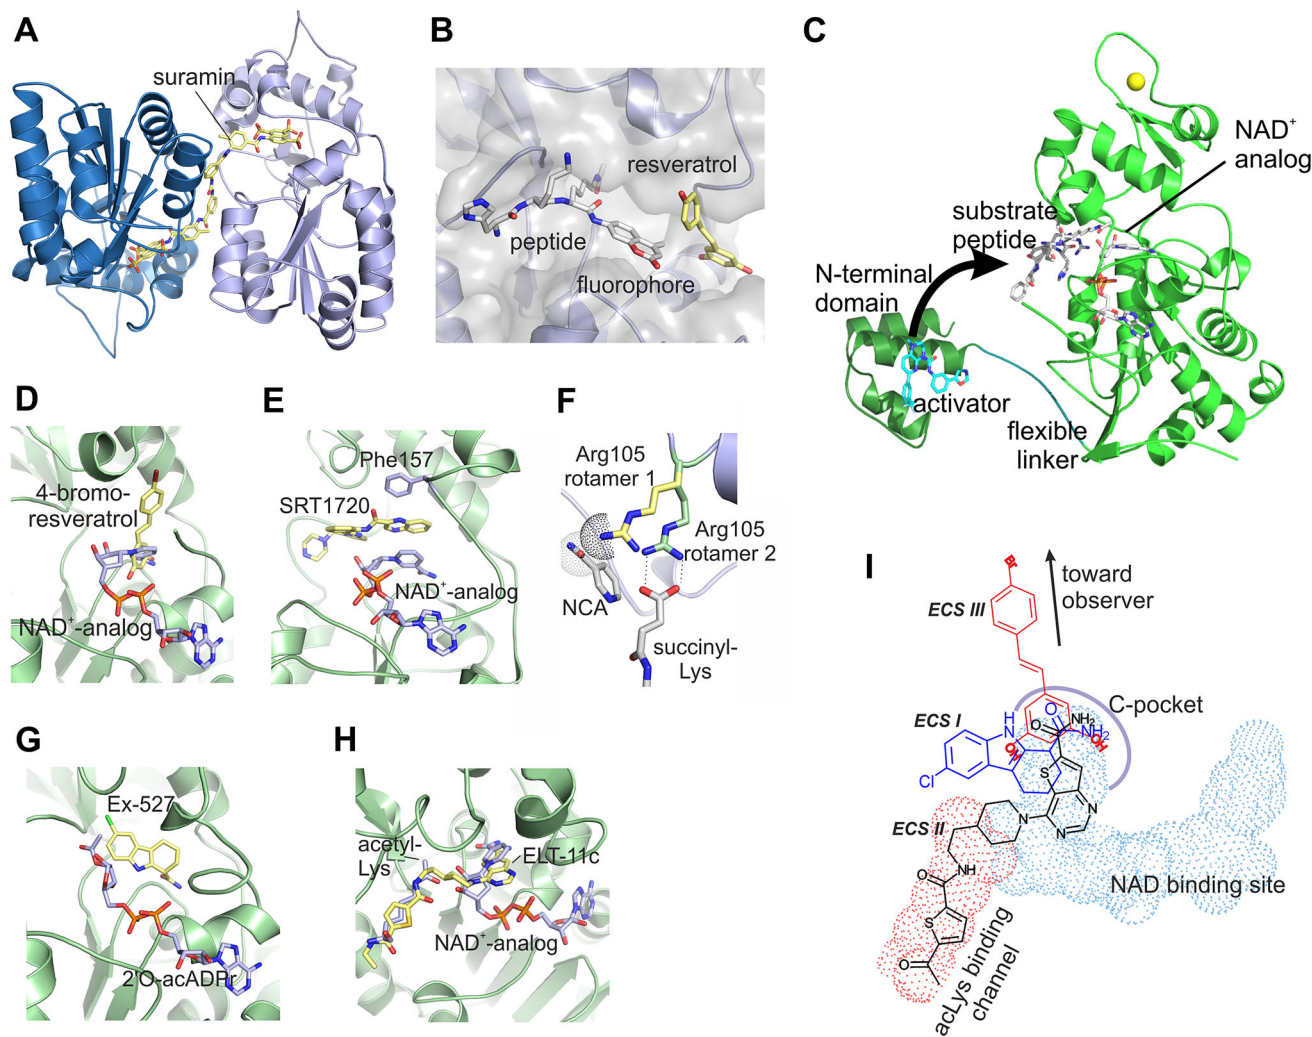 A
suramin
B
resveratrol
peptide
fluorophore
C
NAD+
analog
substrate
peptide
N-terminal
domain
activator
flexible
linker
D
4-bromo-
resveratrol
NAD+-analog
E
Phe157
SRT1720
NAD+-analog
F
Arg105
rotamer 1
Arg105
rotamer 2
NCA
succinyl-
Lys
G
Ex-527
2'O-acADPr
H
acetyl-
Lys
ELT-11c
NAD+-analog
I
Br
toward
observer
ECS III
C-pocket
ECS I
H
N
O
NH2
O
NH2
OH
OH
S
Cl
ECS II
N
N
N
NH
O
S
O
NAD binding site
acLys binding
channel